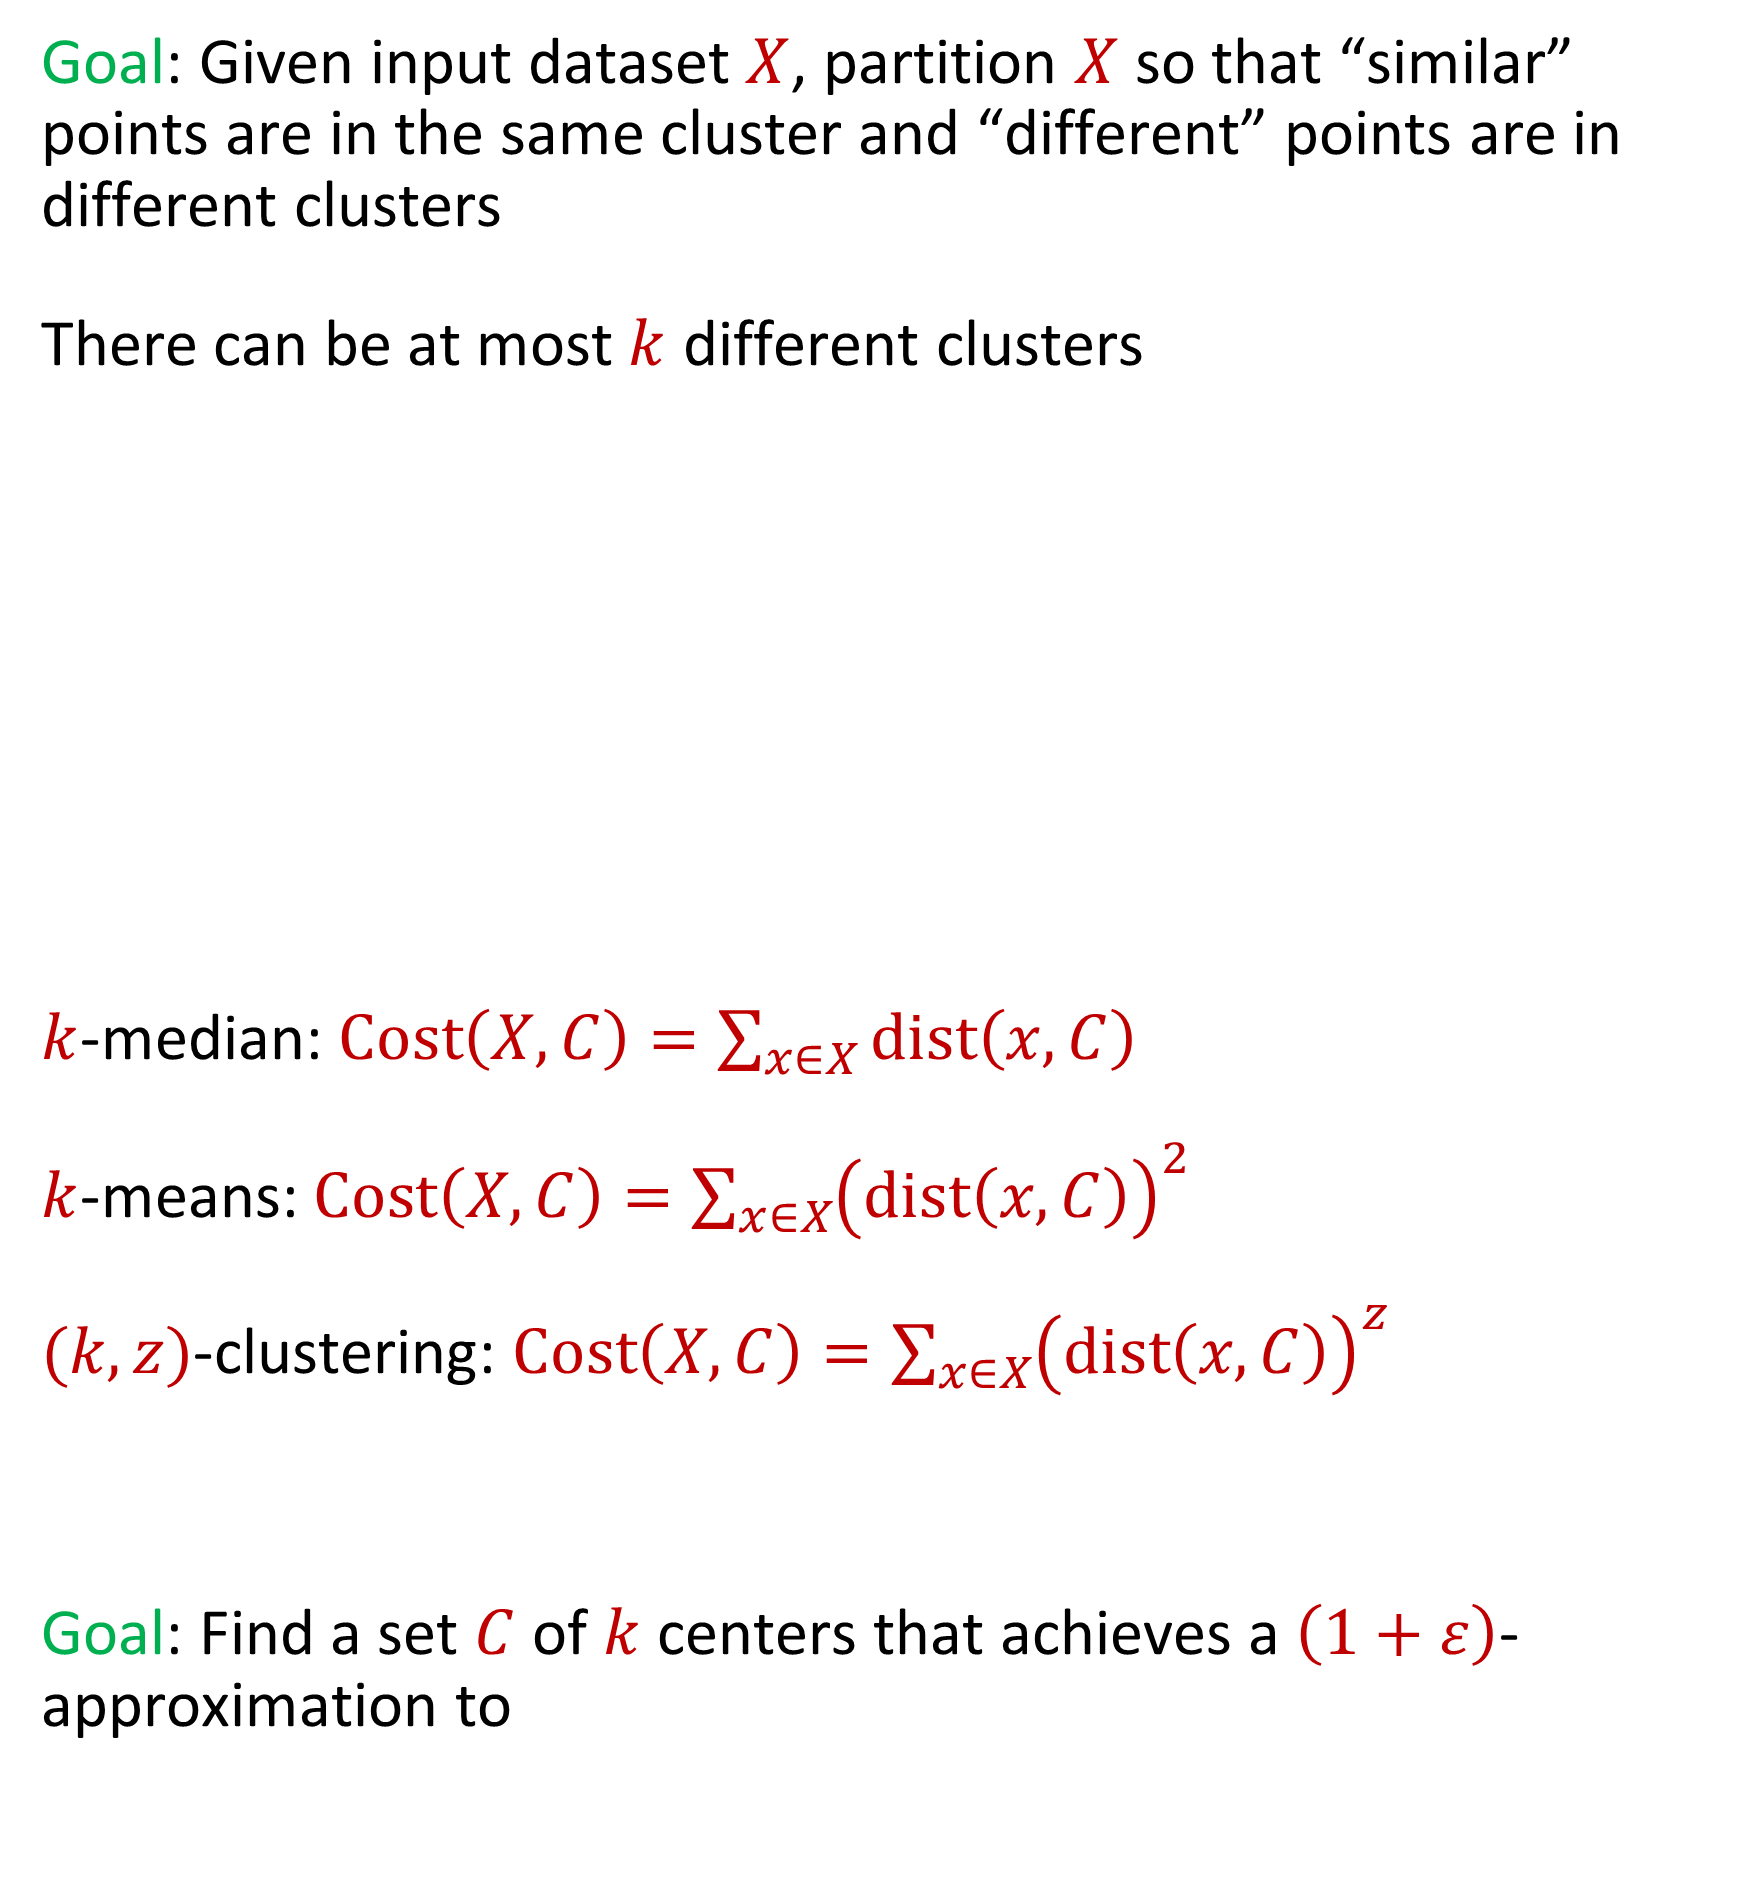 Goal: Given input dataset X, partition X so that “similar”
points are in the same cluster and “different” points are in
different clusters
There can be at most k different clusters
k-median: Cost(X, C) = ∑_{x∈X} dist(x, C)
k-means: Cost(X, C) = ∑_{x∈X}(dist(x, C))^2
(k, z)-clustering: Cost(X, C) = ∑_{x∈X}(dist(x, C))^z
Goal: Find a set C of k centers that achieves a (1 + ε)-
approximation to